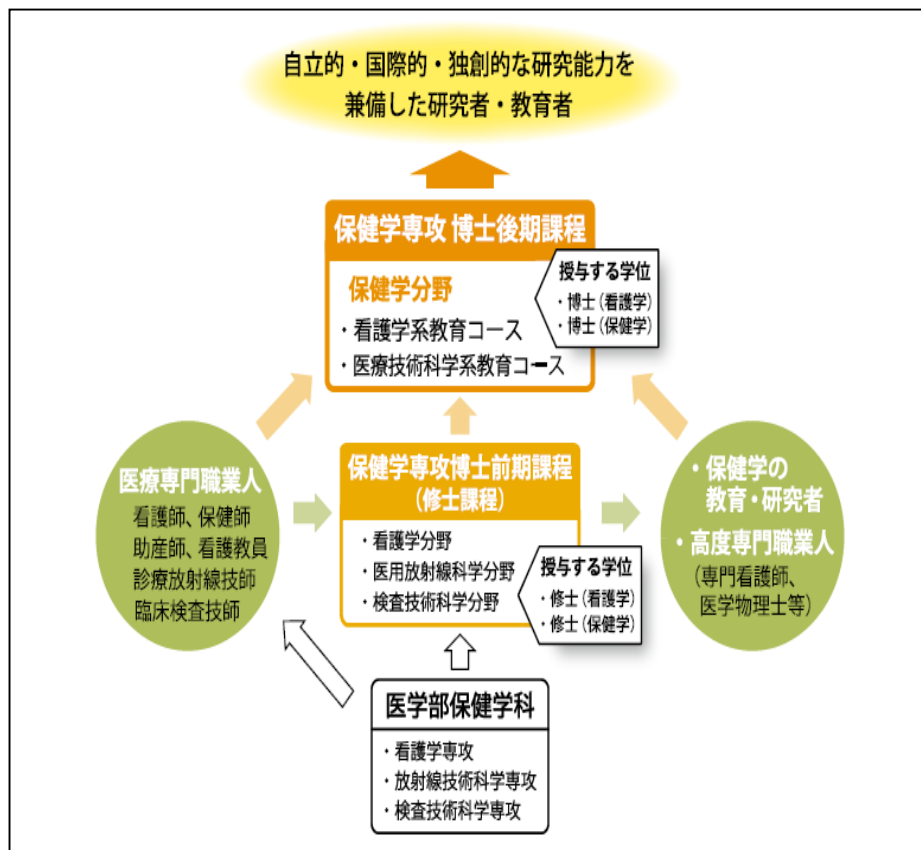 自立的・国際的・独創的な研究能力を
兼備した研究者・教育者
保健学専攻 博士後期課程
保健学分野
・看護学系教育コース
・医療技術科学系教育コース
授与する学位
・博士（看護学）
・博士（保健学）
医療専門職業人
看護師、保健師
助産師、看護教員
診療放射線技師
臨床検査技師
保健学専攻博士前期課程
（修士課程）
・看護学分野
・医用放射線科学分野
・検査技術科学分野
授与する学位
・修士（看護学）
・修士（保健学）
・保健学の
教育・研究者
・高度専門職業人
（専門看護師、
医学物理士等）
医学部保健学科
・看護学専攻
・放射線技術科学専攻
・検査技術科学専攻